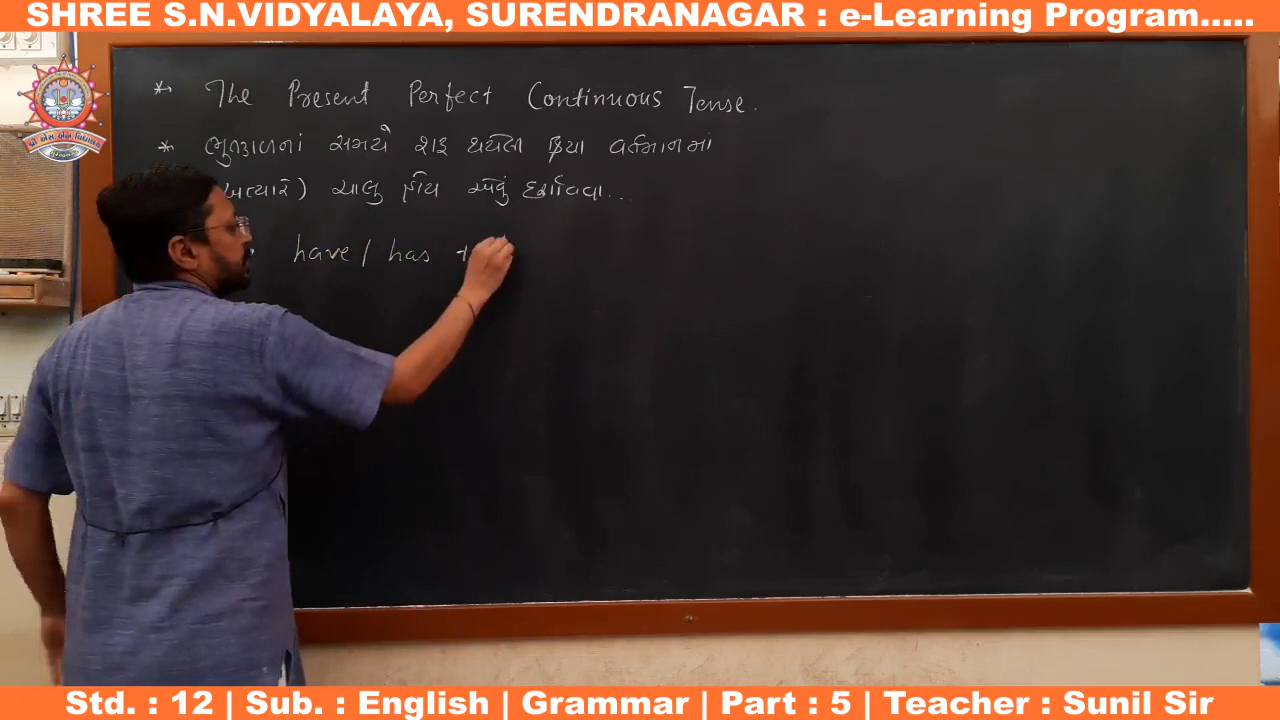 SHREE S.N.VIDYALAYA, SURENDRANAGAR : e-Learning Program.....
* The Present Perfect Continuous Tense.
* ભુતકાળનાં સમયે શરૂ થયેલી ક્રિયા વર્તમાનમાં
અત્યારે) ચાલુ હોય એવું દર્શાવવા...
have / has +
Std. : 12 | Sub. : English | Grammar | Part : 5 | Teacher : Sunil Sir